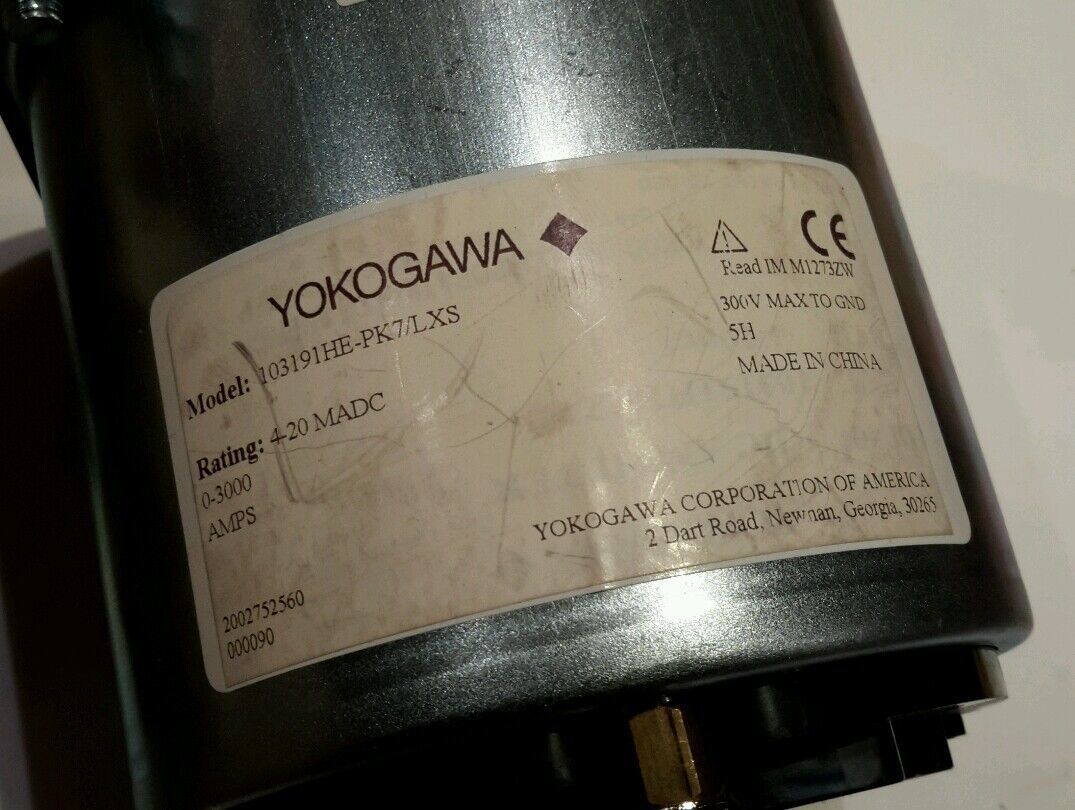 YOKOGAWA
CE
Read IM M1273ZW
300V MAX TO GND
5H
MADE IN CHINA
Model: 103191HE-PK7/LXS
Rating: 4-20 MADC
0-3000
AMPS
YOKOGAWA CORPORATION OF AMERICA
2 Dart Road, Newnan, Georgia, 30265
2002752560
000090